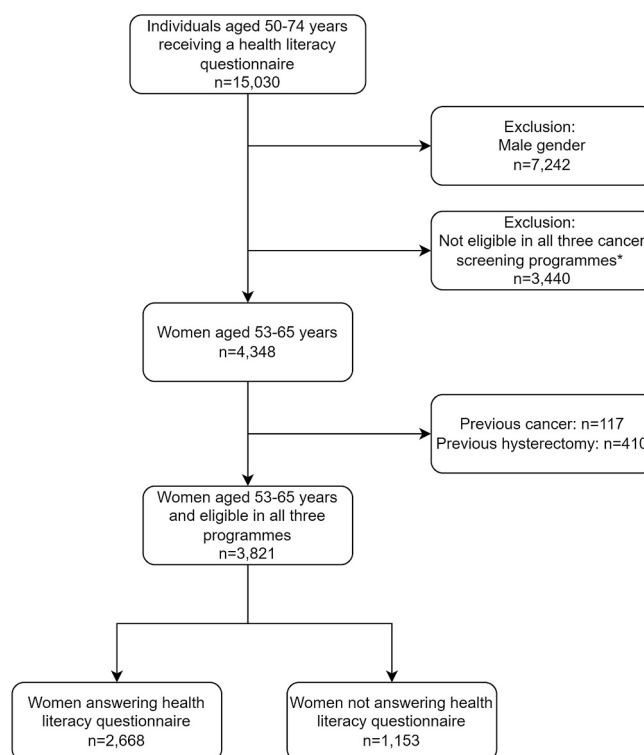 Individuals aged 50-74 years
receiving a health literacy
questionnaire
n=15,030
Exclusion:
Male gender
n=7,242
Exclusion:
Not eligible in all three cancer
screening programmes*
n=3,440
Women aged 53-65 years
n=4,348
Previous cancer: n=117
Previous hysterectomy: n=410
Women aged 53-65 years
and eligible in all three
programmes
n=3,821
Women answering health
literacy questionnaire
n=2,668
Women not answering health
literacy questionnaire
n=1,153